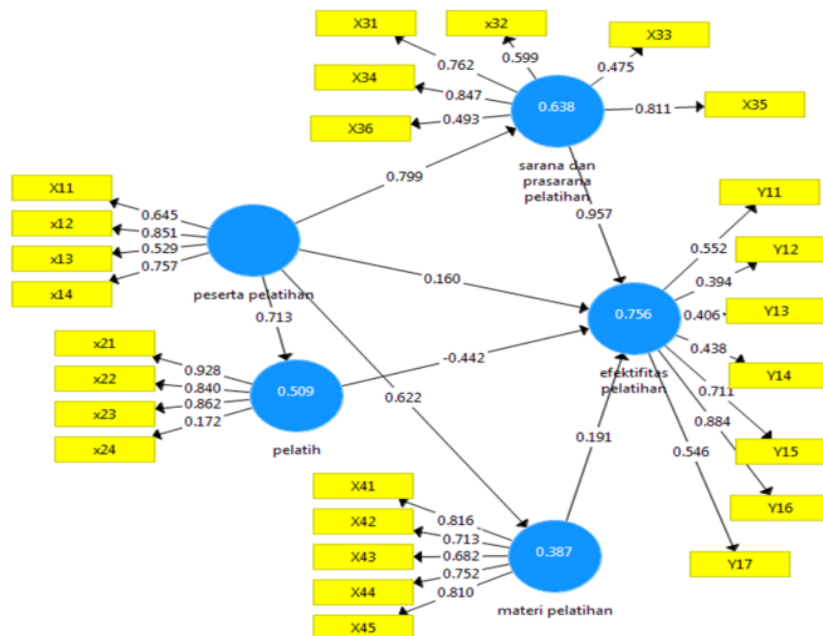 X31
x32
X33
0.762
0.599
0.475
X34
0.847
0.638
0.811
X35
X36
0.493
sarana dan
prasarana
pelatihan
0.799
0.957
X11
0.645
x12
0.851
x13
0.529
x14
0.757
peserta pelatihan
0.160
0.713
0.622
Y11
0.552
Y12
0.394
Y13
0.406
0.756
0.438
Y14
efektifitas
pelatihan
0.711
Y15
0.884
Y16
0.546
Y17
-0.442
x21
0.928
x22
0.840
x23
0.862
0.509
x24
0.172
pelatih
0.191
X41
0.816
X42
0.713
X43
0.682
0.387
X44
0.752
X45
0.810
materi pelatihan